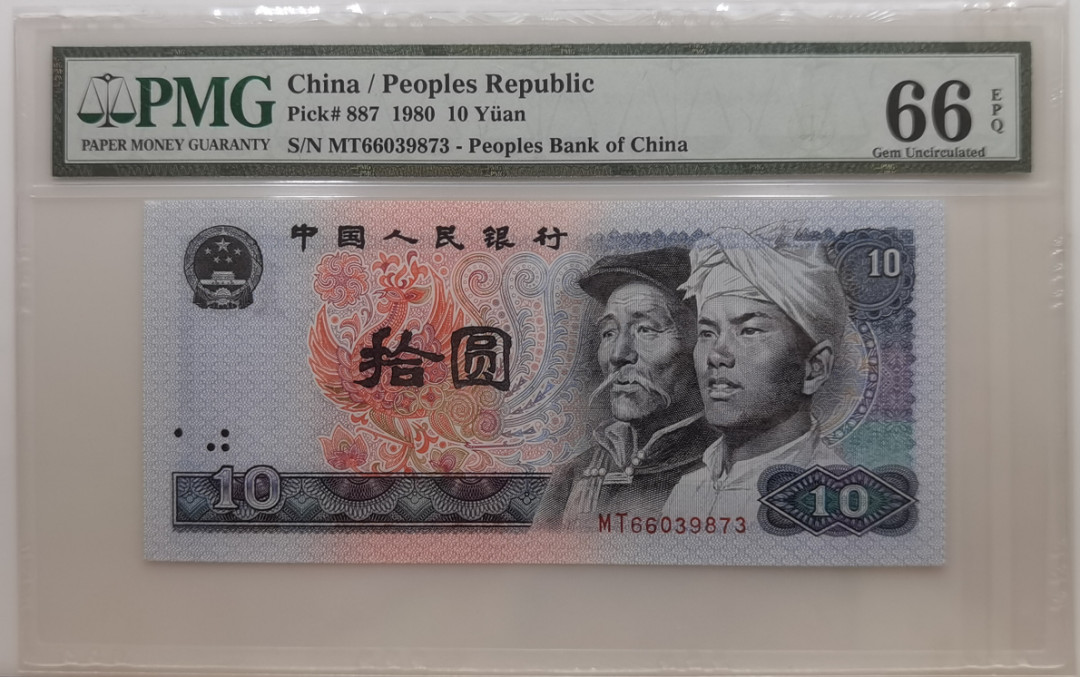 PMG
PAPER MONEY GUARANTY
China / Peoples Republic
Pick# 887 1980 10 Yüan
S/N MT66039873 - Peoples Bank of China
66
EPQ
Gem Uncirculated
中国人民银行
10
拾圆
10
10
MT66039873